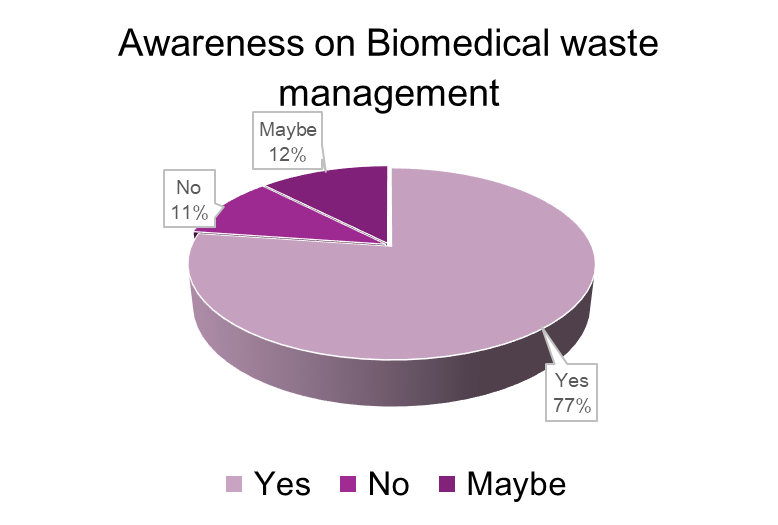 Awareness on Biomedical waste
management
Maybe
12%
No
11%
Yes
77%
Yes No Maybe